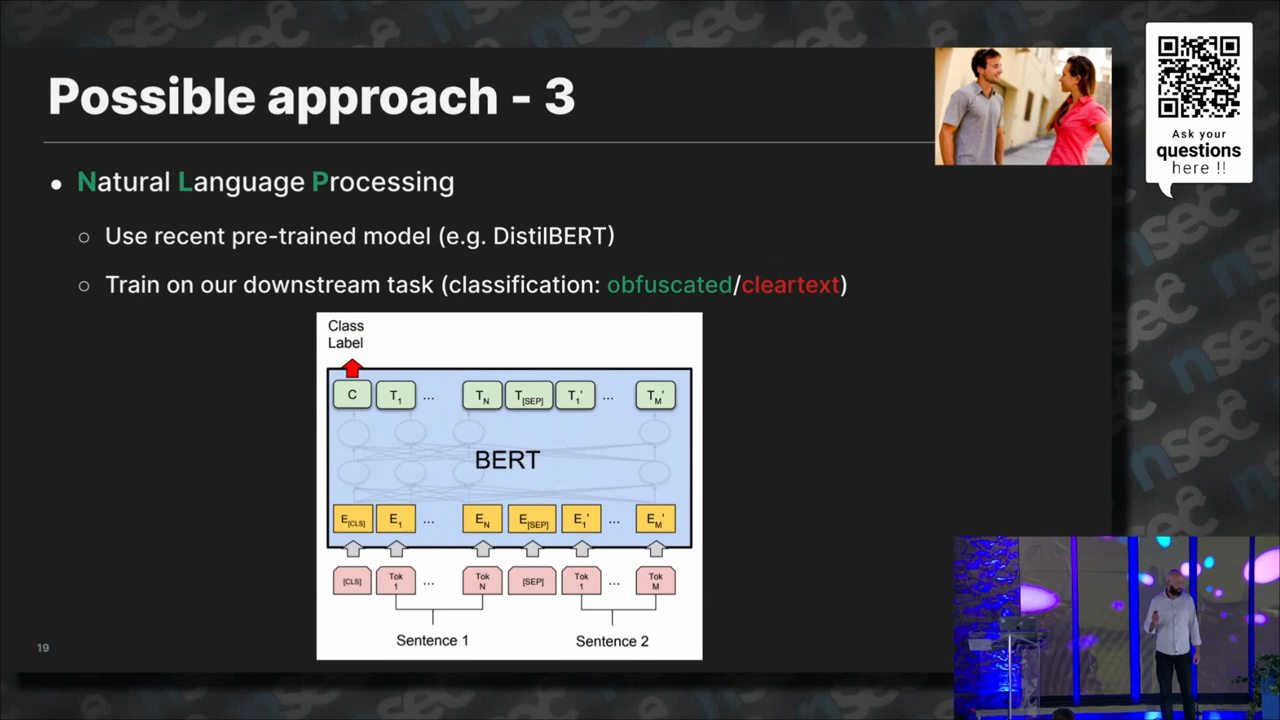 Possible approach - 3
● Natural Language Processing
○ Use recent pre-trained model (e.g. DistilBERT)
○ Train on our downstream task (classification: obfuscated/cleartext)
Class
Label
C T1 ... TN T[SEP] T1' ... TM'
BERT
E[CLS] E1 ... EN E[SEP] E1' ... EM'
[CLS] Tok 1 ... Tok N [SEP] Tok 1 ... Tok M
Sentence 1 Sentence 2
19
Ask your
questions
here !!
nsec